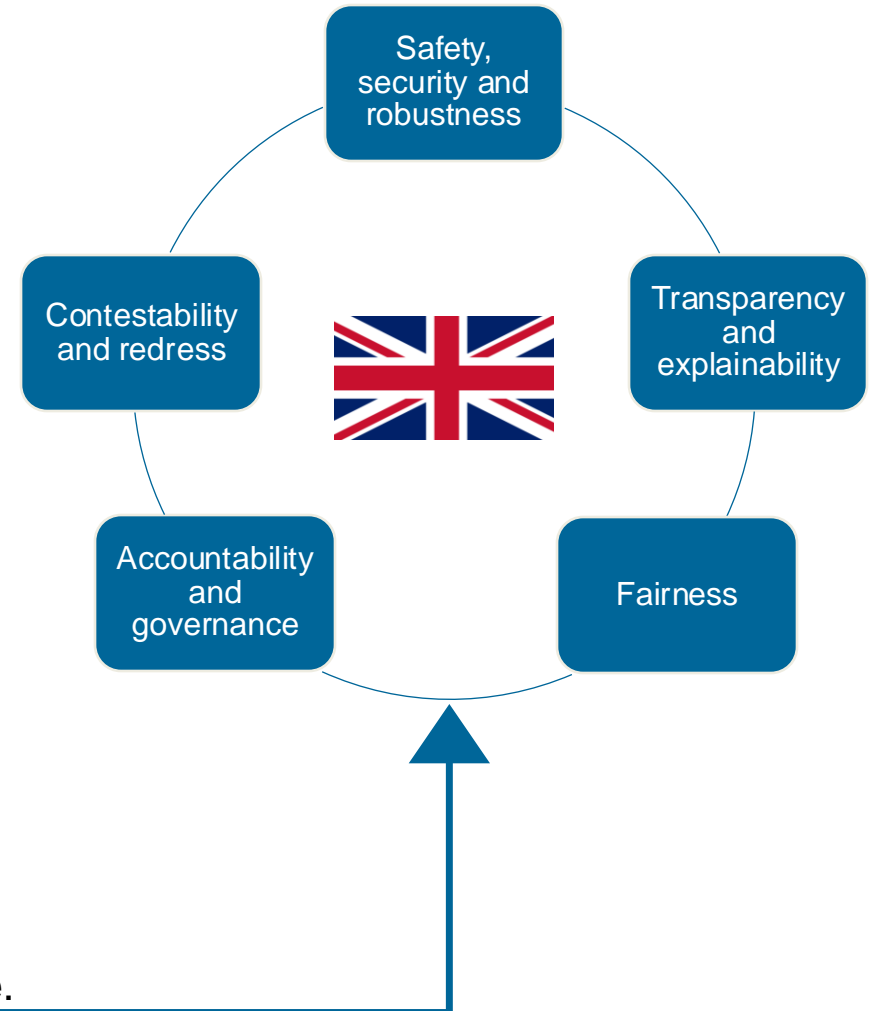 Safety,
security and
robustness
Transparency
and
explainability
Fairness
Accountability
and
governance
Contestability
and redress